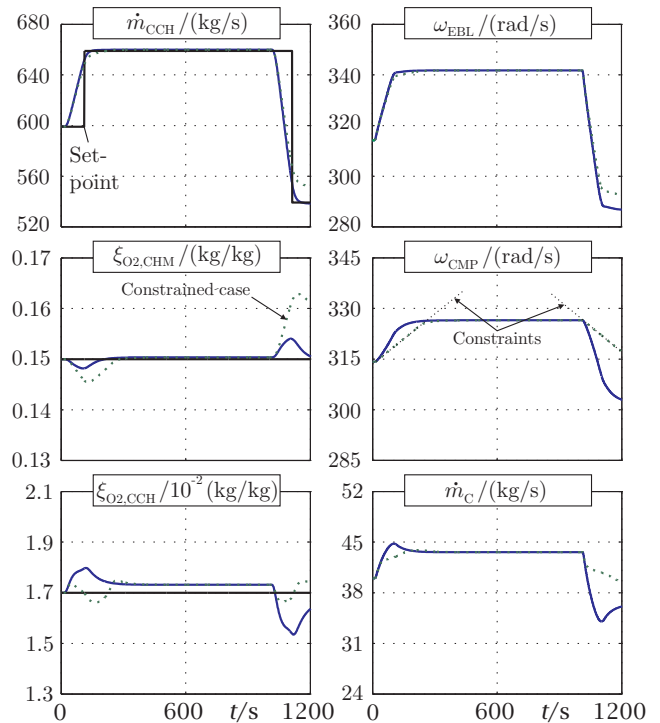 ṁCCH/(kg/s)
ωEBL/(rad/s)
680
640
600
560
520
Set-
point
360
340
320
300
280
ξO2,CHM/(kg/kg)
ωCMP/(rad/s)
0.17
0.16
0.15
0.14
0.13
Constrained case
345
330
315
300
285
Constraints
ξO2,CCH/10-2 (kg/kg)
ṁC/(kg/s)
2.1
1.9
1.7
1.5
1.3
52
45
38
31
24
0 600 t/s 1200
0 600 t/s 1200